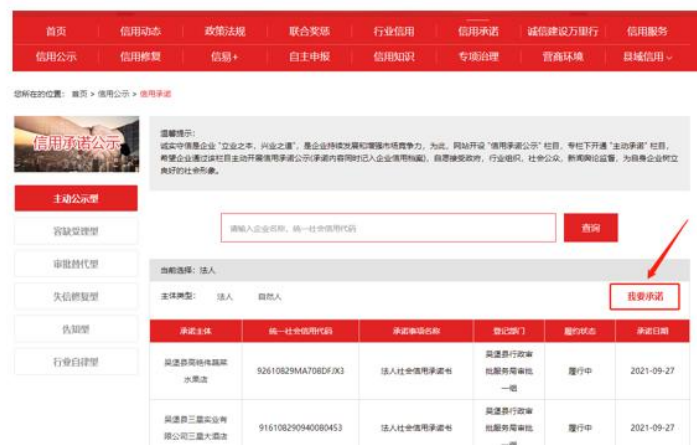 首页 信用动态 政策法规 联合奖惩 行业信用 信用承诺 诚信建设万里行 信用服务
信用公示 信用修复 信易+ 自主申报 信用知识 专项治理 营商环境 县域信用
您所在的位置： 首页 > 信用公示 > 信用承诺
信用承诺公示
温馨提示：
诚实守信是企业“立业之本，兴业之道”，是企业持续发展和增强市场竞争力，为此，网站开设“信用承诺公示”栏目，专栏下开通“主动承诺”栏目，
希望企业通过该栏目主动开展信用承诺公示(承诺内容同时记入企业信用档案)，自愿接受政府，行业组织，社会公众，新闻舆论监督，为自身企业树立
良好的社会形象。
主动公示型
容缺受理型
审批替代型
失信修复型
告知型
行业自律型
请输入企业名称，统一社会信用代码 查询
当前选择：法人
主体类型： 法人 自然人 我要承诺
承诺主体 统一社会信用代码 承诺事项名称 登记部门 履约状态 承诺日期
水果店 92610829MA708DFJX3 法人社会信用承诺书 吴堡县行政审
批服务局审批
一组 履行中 2021-09-27
吴堡县三皇实业有
限公司三皇大酒店 916108290940080453 法人社会信用承诺书 吴堡县行政审
批服务局审批
一组 履行中 2021-09-27